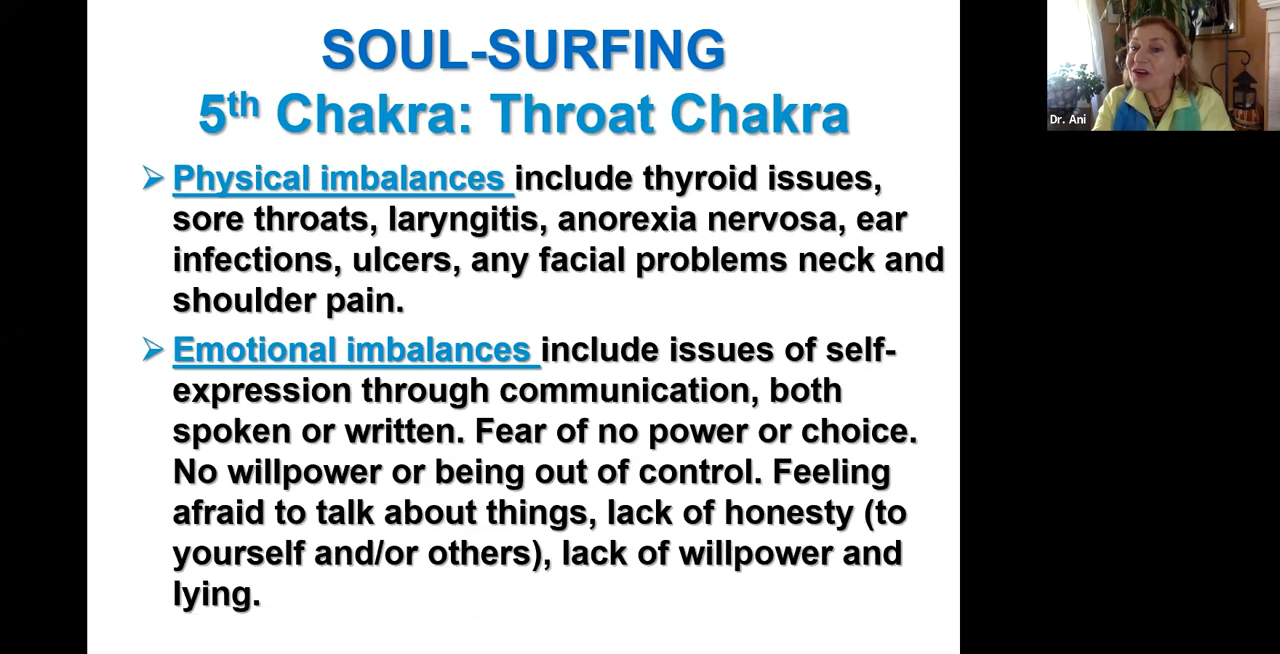 SOUL-SURFING
5th Chakra: Throat Chakra
Physical imbalances include thyroid issues,
sore throats, laryngitis, anorexia nervosa, ear
infections, ulcers, any facial problems neck and
shoulder pain.
Emotional imbalances include issues of self-
expression through communication, both
spoken or written. Fear of no power or choice.
No willpower or being out of control. Feeling
afraid to talk about things, lack of honesty (to
yourself and/or others), lack of willpower and
lying.
Dr. Ani